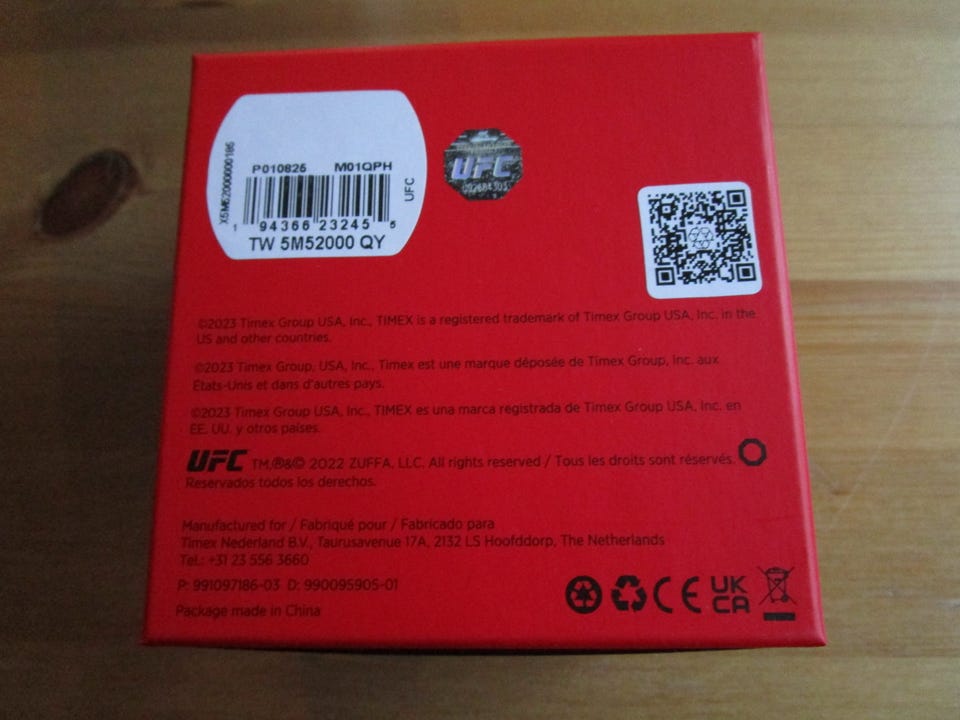 X5M52000000185
P010825 M01QPH
UFC
1 94366 23245 5
TW 5M52000 QY
UFC
©2023 Timex Group USA, Inc., TIMEX is a registered trademark of Timex Group USA, Inc. in the
US and other countries.
©2023 Timex Group, USA, Inc., Timex est une marque déposée de Timex Group, Inc. aux
États-Unis et dans d'autres pays.
©2023 Timex Group USA, Inc., TIMEX es una marca registrada de Timex Group USA, Inc. en
EE. UU. y otros países.
UFC TM,®&© 2022 ZUFFA, LLC. All rights reserved / Tous les droits sont réservés.
Reservados todos los derechos.
Manufactured for / Fabriqué pour / Fabricado para
Timex Nederland B.V., Taurusavenue 17A, 2132 LS Hoofddorp, The Netherlands
Tel.: +31 23 556 3660
P: 991097186-03 D: 990095905-01
Package made in China
CE UK
CA